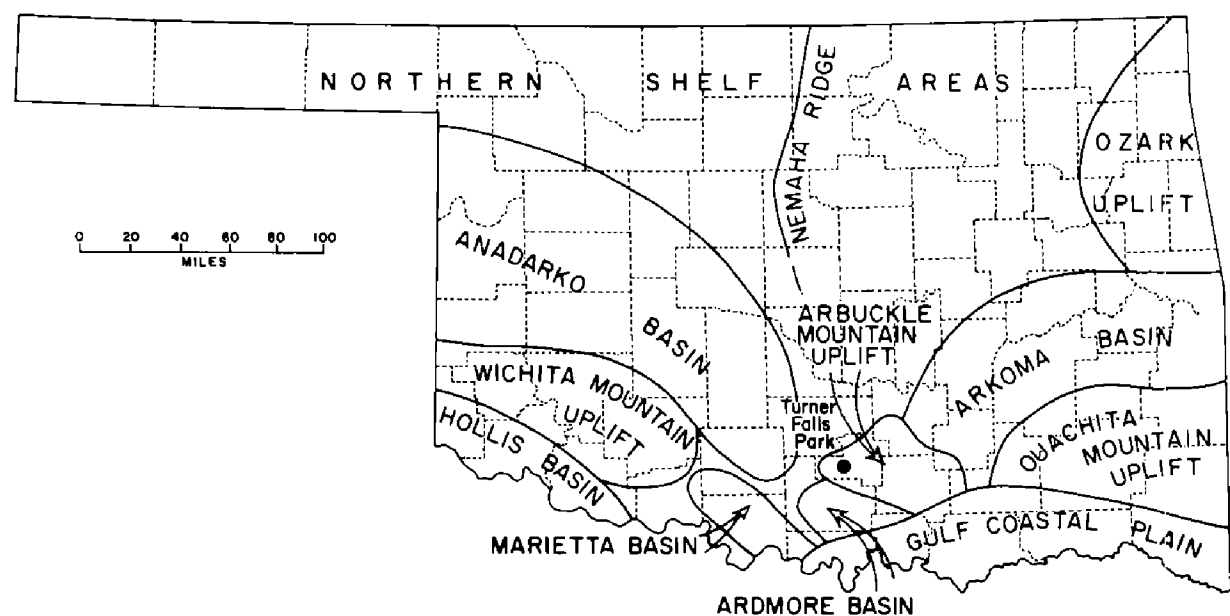 NORTHERN SHELF AREAS
NEMAHA RIDGE
OZARK
UPLIFT
0 20 40 60 80 100
MILES
ANADARKO
BASIN
ARBUCKLE
MOUNTAIN
UPLIFT
ARKOMA BASIN
WICHITA MOUNTAIN
UPLIFT
Turner
Falls
Park
HOLLIS BASIN
OUACHITA
MOUNTAIN
UPLIFT
MARIETTA BASIN
GULF COASTAL PLAIN
ARDMORE BASIN